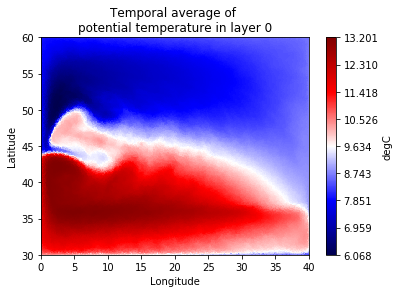 Temporal average of
potential temperature in layer 0
60
55
50
45
40
35
30
Latitude
0 5 10 15 20 25 30 35 40
Longitude
13.201
12.310
11.418
10.526
9.634
8.743
7.851
6.959
6.068
degC